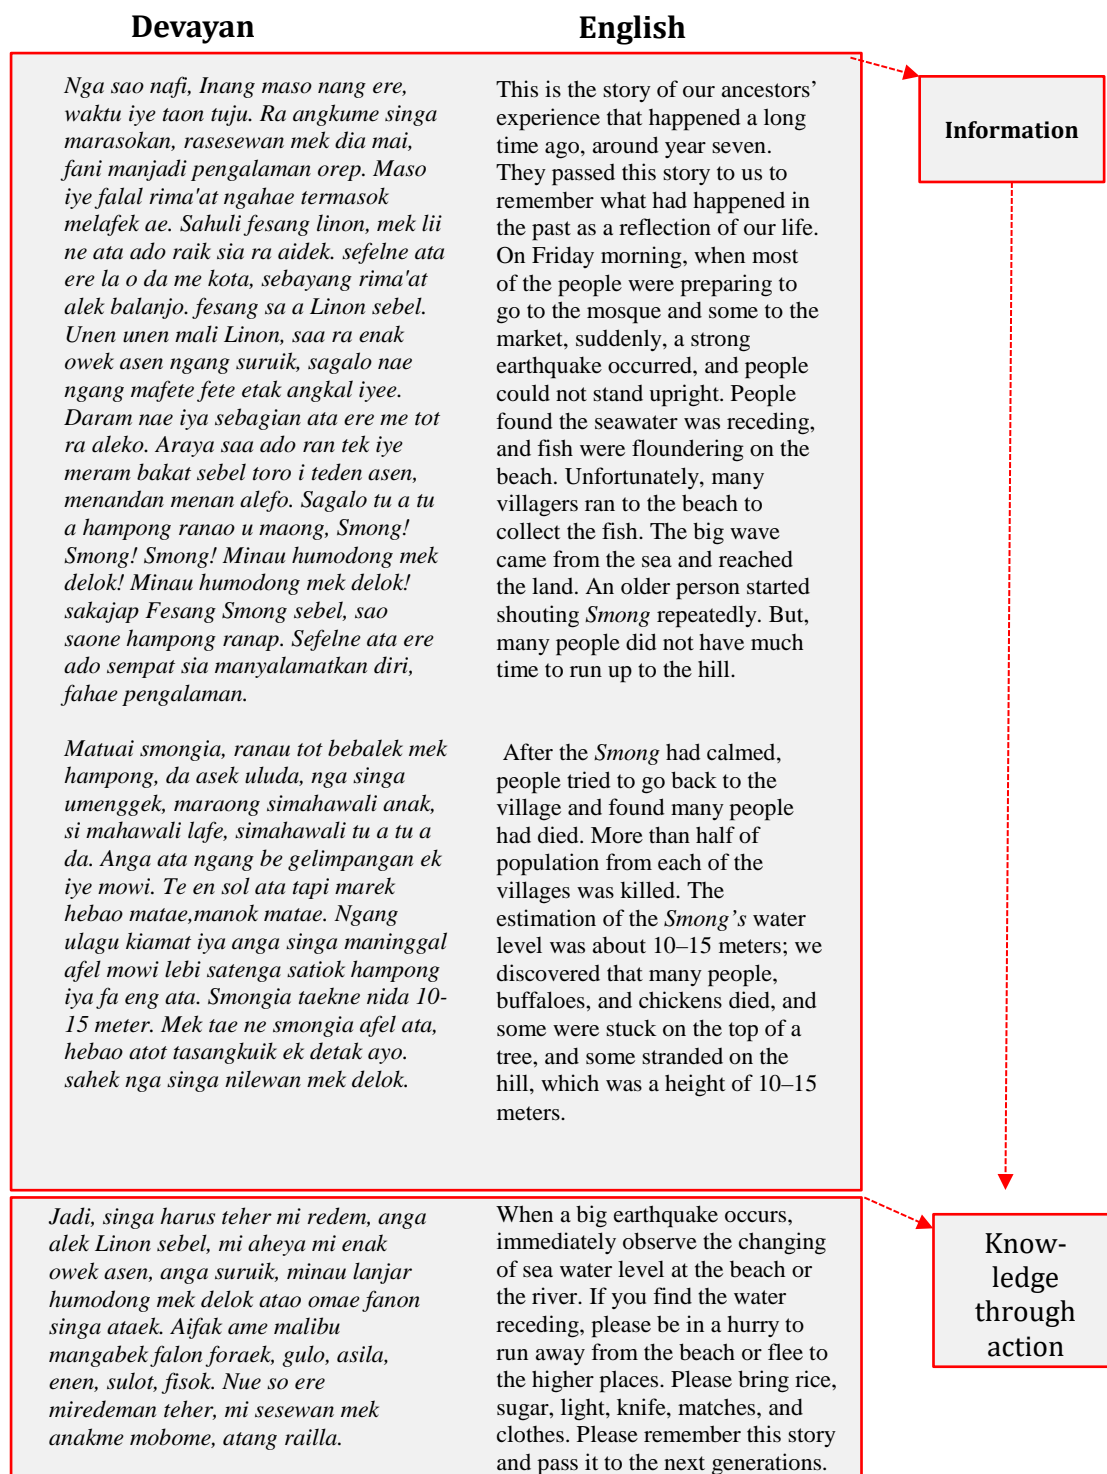 Devayan
English
Nga sao nafi, Inang maso nang ere,
waktu iye taon tuju. Ra angkume singa
marasokan, rasesewan mek dia mai,
fani manjadi pengalaman orep. Maso
iye falal rima'at ngahae termasok
melafek ae. Sahuli fesang linon, mek lii
ne ata ado raik sia ra aidek. sefelne ata
ere la o da me kota, sebayang rima'at
alek balanjo. fesang sa a Linon sebel.
Unen unen mali Linon, saa ra enak
owek asen ngang suruik, sagalo nae
ngang mafete fete etak angkal iyee.
Daram nae iya sebagian ata ere me tot
ra aleko. Araya saa ado ran tek iye
meram bakat sebel toro i teden asen,
menandan menan alefo. Sagalo tu a tu
a hampong ranao u maong, Smong!
Smong! Smong! Minau humodong mek
delok! Minau humodong mek delok!
sakajap Fesang Smong sebel, sao
saone hampong ranap. Sefelne ata ere
ado sempat sia manyalamatkan diri,
fahae pengalaman.
This is the story of our ancestors’
experience that happened a long
time ago, around year seven.
They passed this story to us to
remember what had happened in
the past as a reflection of our life.
On Friday morning, when most
of the people were preparing to
go to the mosque and some to the
market, suddenly, a strong
earthquake occurred, and people
could not stand upright. People
found the seawater was receding,
and fish were floundering on the
beach. Unfortunately, many
villagers ran to the beach to
collect the fish. The big wave
came from the sea and reached
the land. An older person started
shouting Smong repeatedly. But,
many people did not have much
time to run up to the hill.
Information
Matuai smongia, ranau tot bebalek mek
hampong, da asek uluda, nga singa
umenggek, maraong simahawali anak,
si mahawali lafe, simahawali tu a tu a
da. Anga ata ngang be gelimpangan ek
iye mowi. Te en sol ata tapi marek
hebao matae,manok matae. Ngang
ulagu kiamat iya anga singa maninggal
afel mowi lebi satenga satiok hampong
iya fa eng ata. Smongia taekne nida 10-
15 meter. Mek tae ne smongia afel ata,
hebao atot tasangkuik ek detak ayo.
sahek nga singa nilewan mek delok.
After the Smong had calmed,
people tried to go back to the
village and found many people
had died. More than half of
population from each of the
villages was killed. The
estimation of the Smong’s water
level was about 10–15 meters; we
discovered that many people,
buffaloes, and chickens died, and
some were stuck on the top of a
tree, and some stranded on the
hill, which was a height of 10–15
meters.
Jadi, singa harus teher mi redem, anga
alek Linon sebel, mi aheya mi enak
owek asen, anga suruik, minau lanjar
humodong mek delok atao omae fanon
singa ataek. Aifak ame malibu
mangabek falon foraek, gulo, asila,
enen, sulot, fisok. Nue so ere
miredeman teher, mi sesewan mek
anakme mobome, atang railla.
When a big earthquake occurs,
immediately observe the changing
of sea water level at the beach or
the river. If you find the water
receding, please be in a hurry to
run away from the beach or flee to
the higher places. Please bring rice,
sugar, light, knife, matches, and
clothes. Please remember this story
and pass it to the next generations.
Know-
ledge
through
action